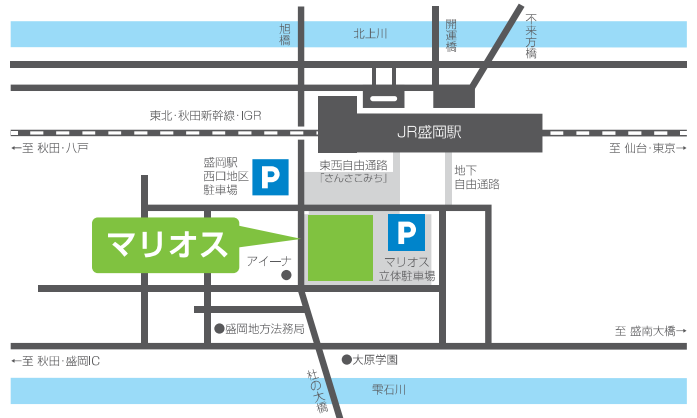 旭橋
北上川
開運橋
不来方橋
東北・秋田新幹線・IGR
JR盛岡駅
←至 秋田・八戸
至 仙台・東京→
盛岡駅
西口地区
駐車場
P
東西自由通路
「さんさこみち」
地下
自由通路
マリオス
P
マリオス
立体駐車場
アイーナ
●盛岡地方法務局
至 盛南大橋→
←至 秋田・盛岡IC
●大原学園
杜の大橋
雫石川